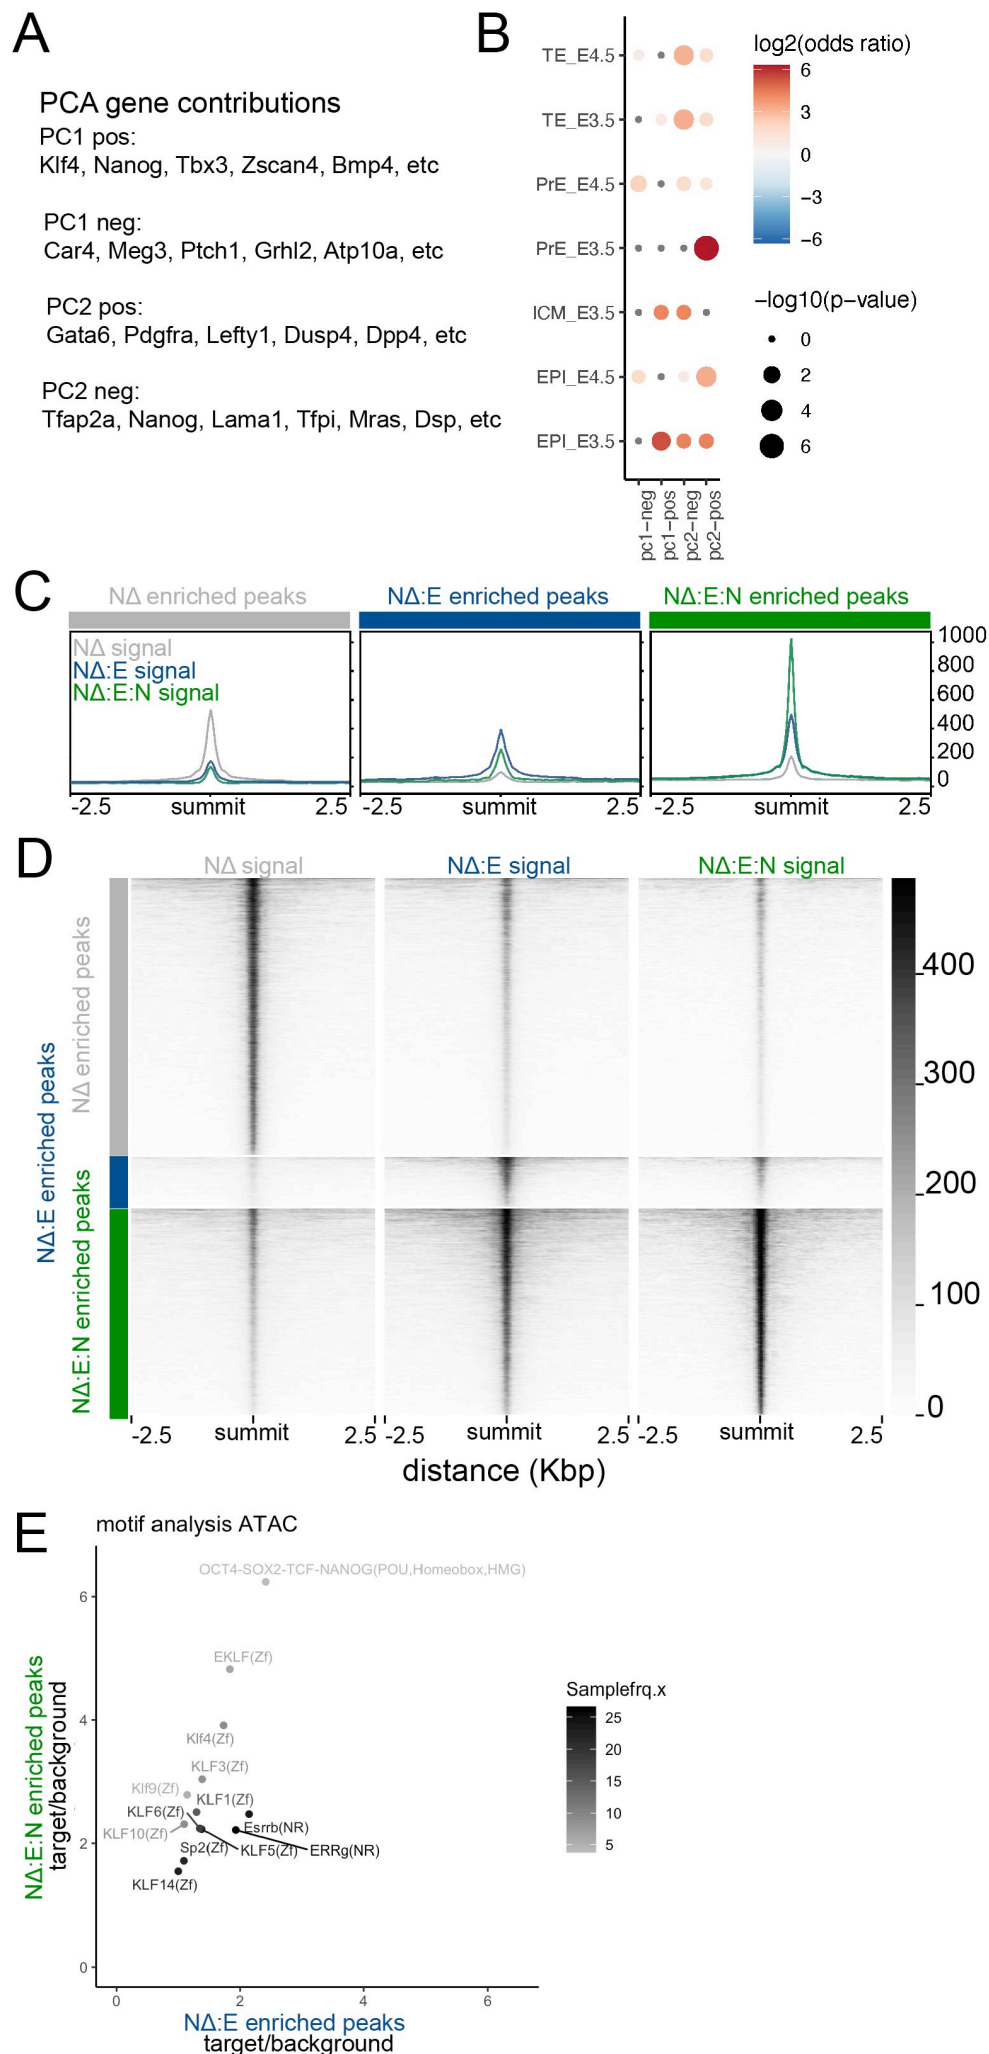 A
PCA gene contributions
PC1 pos:
Klf4, Nanog, Tbx3, Zscan4, Bmp4, etc
PC1 neg:
Car4, Meg3, Ptch1, Grhl2, Atp10a, etc
PC2 pos:
Gata6, Pdgfra, Lefty1, Dusp4, Dpp4, etc
PC2 neg:
Tfap2a, Nanog, Lama1, Tfpi, Mras, Dsp, etc
B
TE_E4.5
TE_E3.5
PrE_E4.5
PrE_E3.5
ICM_E3.5
EPI_E4.5
EPI_E3.5
pc1-neg
pc1-pos
pc2-neg
pc2-pos
log2(odds ratio)
6
3
0
-3
-6
-log10(p-value)
0
2
4
6
C
NΔ enriched peaks
NΔ:E enriched peaks
NΔ:E:N enriched peaks
NΔ signal
NΔ:E signal
NΔ:E:N signal
1000
800
600
400
200
0
-2.5 summit 2.5
-2.5 summit 2.5
-2.5 summit 2.5
D
NΔ signal
NΔ:E signal
NΔ:E:N signal
NΔ enriched peaks
NΔ:E enriched peaks
NΔ:E:N enriched peaks
400
300
200
100
0
-2.5 summit 2.5
-2.5 summit 2.5
-2.5 summit 2.5
distance (Kbp)
E
motif analysis ATAC
OCT4-SOX2-TCF-NANOG(POU,Homeobox,HMG)
EKLF(Zf)
Klf4(Zf)
KLF3(Zf)
Klf9(Zf)
KLF1(Zf)
KLF6(Zf)
KLF10(Zf)
Esrrb(NR)
Sp2(Zf)
KLF5(Zf)
ERRg(NR)
KLF14(Zf)
6
4
2
0
0
2
4
6
NΔ:E:N enriched peaks
target/background
NΔ:E enriched peaks
target/background
Samplefrq.x
25
20
15
10
5